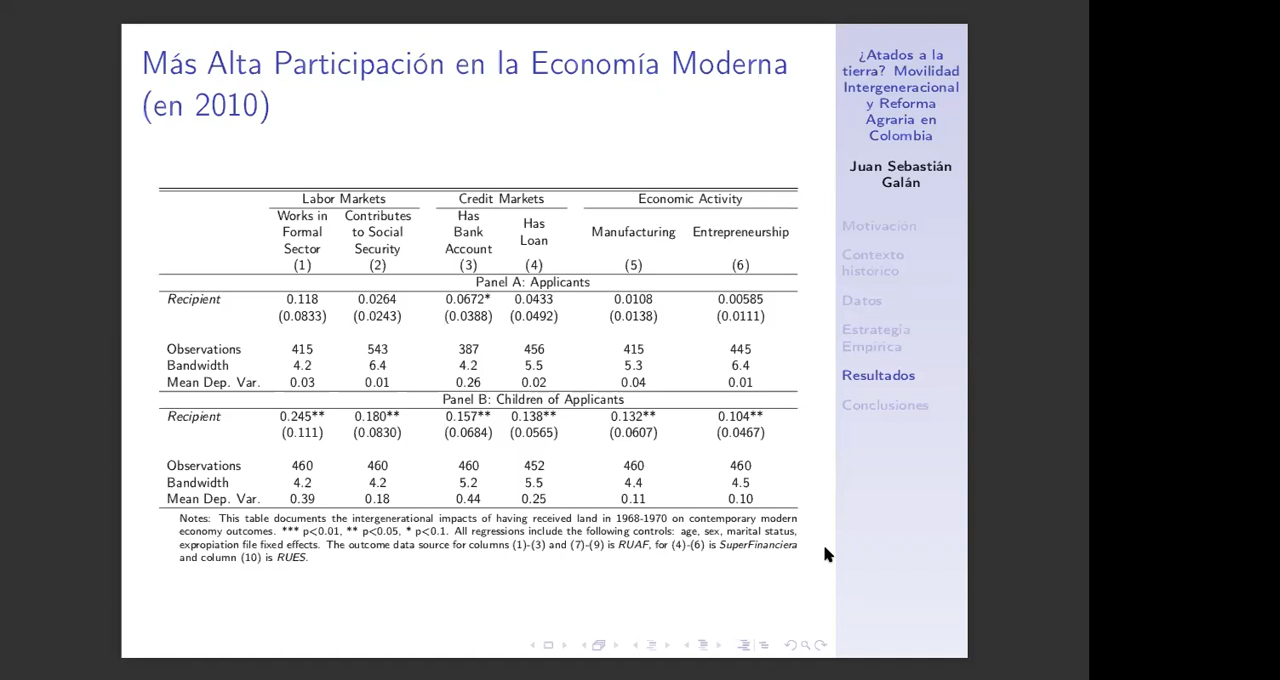 Más Alta Participación en la Economía Moderna
(en 2010)
Labor Markets Credit Markets Economic Activity
Works in Contributes Has Has
Formal to Social Bank Loan Manufacturing Entrepreneurship
Sector Security Account
(1) (2) (3) (4) (5) (6)
Panel A: Applicants
Recipient 0.118 0.0264 0.0672* 0.0433 0.0108 0.00585
(0.0833) (0.0243) (0.0388) (0.0492) (0.0138) (0.0111)
Observations 415 543 387 456 415 445
Bandwidth 4.2 6.4 4.2 5.5 5.3 6.4
Mean Dep. Var. 0.03 0.01 0.26 0.02 0.04 0.01
Panel B: Children of Applicants
Recipient 0.245** 0.180** 0.157** 0.138** 0.132** 0.104**
(0.111) (0.0830) (0.0684) (0.0565) (0.0607) (0.0467)
Observations 460 460 460 452 460 460
Bandwidth 4.2 4.2 5.2 5.5 4.4 4.5
Mean Dep. Var. 0.39 0.18 0.44 0.25 0.11 0.10
Notes: This table documents the intergenerational impacts of having received land in 1968-1970 on contemporary modern
economy outcomes. *** p<0.01, ** p<0.05, * p<0.1. All regressions include the following controls: age, sex, marital status,
expropiation file fixed effects. The outcome data source for columns (1)-(3) and (7)-(9) is RUAF, for (4)-(6) is SuperFinanciera
and column (10) is RUES.
¿Atados a la
tierra? Movilidad
Intergeneracional
y Reforma
Agraria en
Colombia
Juan Sebastián
Galán
Motivación
Contexto
historico
Datos
Estrategia
Empírica
Resultados
Conclusiones